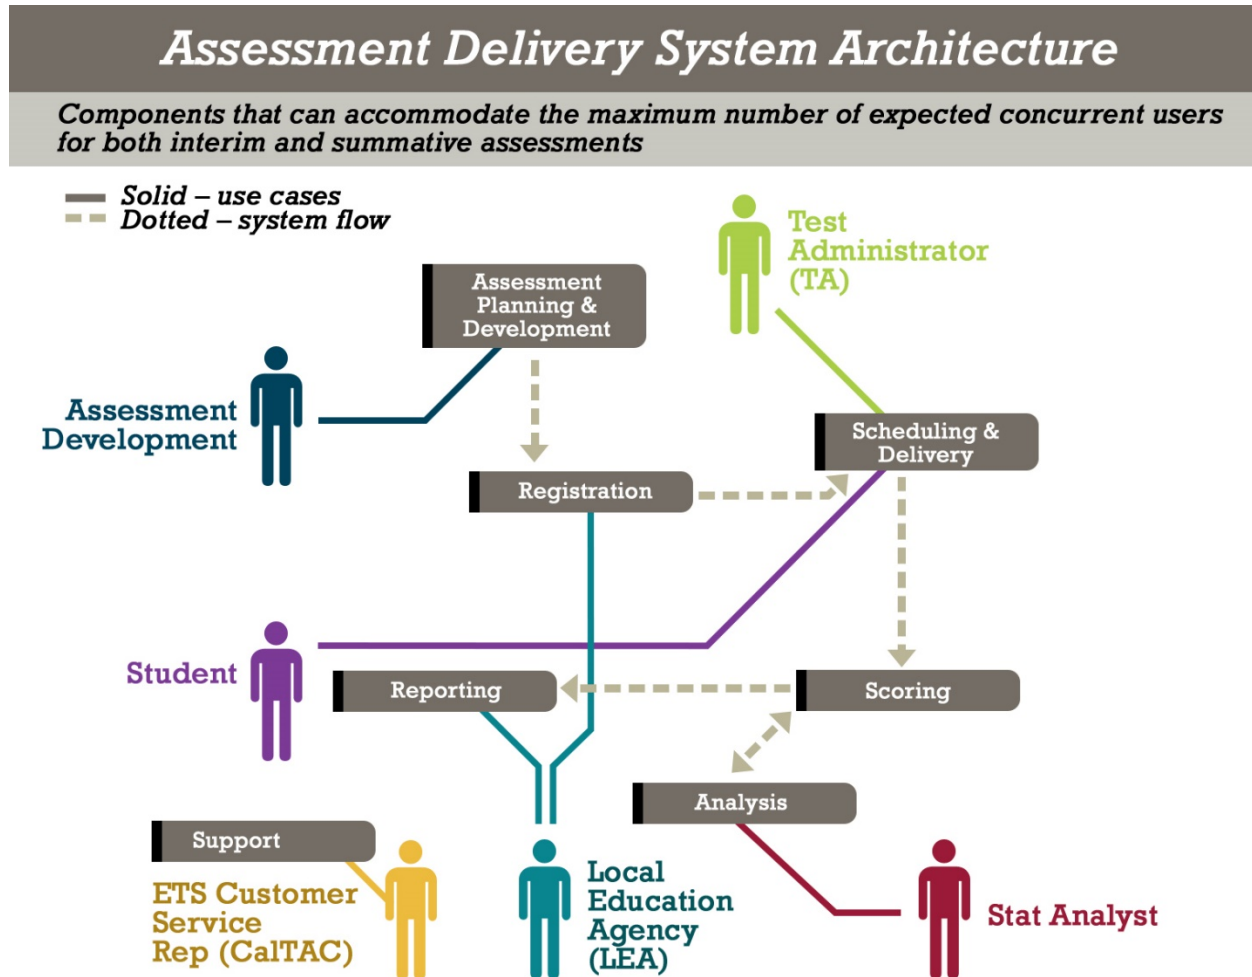 Assessment Delivery System Architecture
Components that can accommodate the maximum number of expected concurrent users
for both interim and summative assessments
Solid – use cases
Dotted – system flow
Test
Administrator
(TA)
Assessment
Planning &
Development
Assessment
Development
Scheduling &
Delivery
Registration
Student
Reporting
Scoring
Analysis
Support
ETS Customer
Service
Rep (CalTAC)
Local
Education
Agency
(LEA)
Stat Analyst